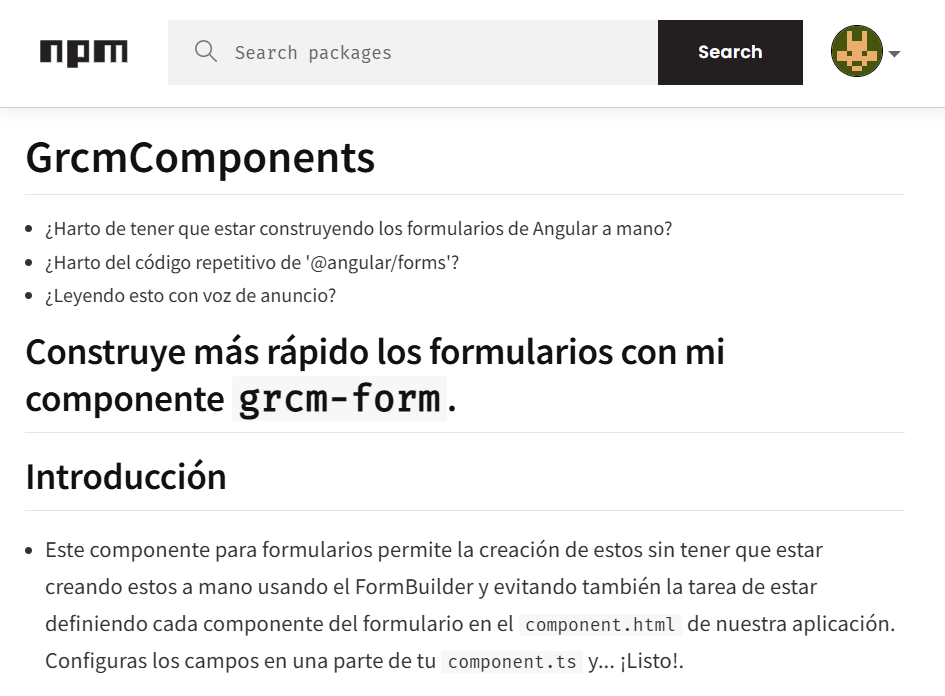 npm
Search packages
Search
GrcmComponents
¿Harto de tener que estar construyendo los formularios de Angular a mano?
¿Harto del código repetitivo de '@angular/forms'?
¿Leyendo esto con voz de anuncio?
Construye más rápido los formularios con mi
componente grcm-form.
Introducción
Este componente para formularios permite la creación de estos sin tener que estar
creando estos a mano usando el FormBuilder y evitando también la tarea de estar
definiendo cada componente del formulario en el component.html de nuestra aplicación.
Configuras los campos en una parte de tu component.ts y... ¡Listo!.